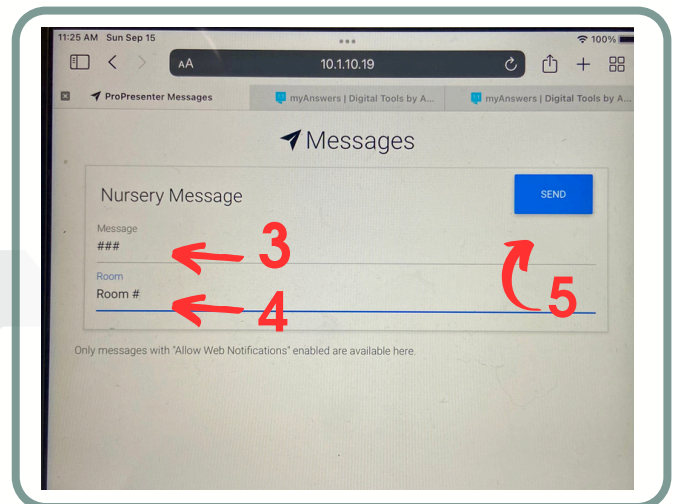 11:25 AM Sun Sep 15
100%
AA
10.1.10.19
ProPresenter Messages
myAnswers | Digital Tools by A...
myAnswers | Digital Tools by A...
Messages
Nursery Message
SEND
Message
###
3
Room
Room #
4
5
Only messages with "Allow Web Notifications" enabled are available here.